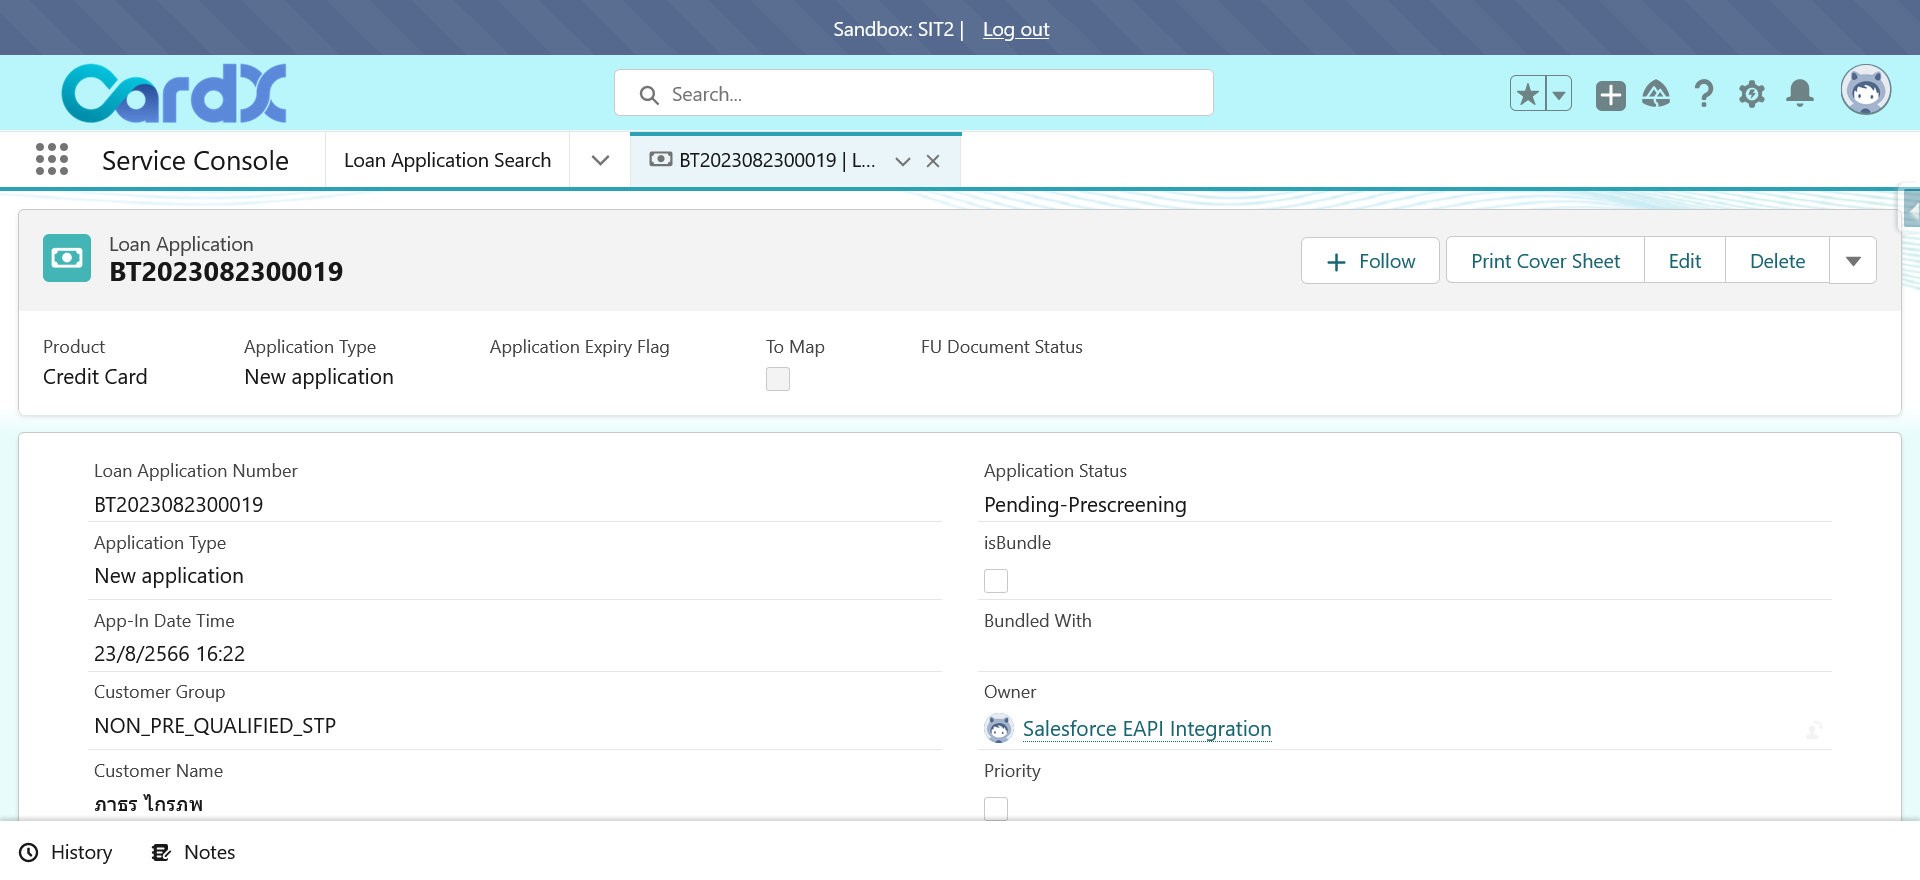 Sandbox: SIT2 | Log out
CardX
Search...
Service Console
Loan Application Search
BT2023082300019 | L...
Loan Application
BT2023082300019
Follow
Print Cover Sheet
Edit
Delete
Product
Application Type
Application Expiry Flag
To Map
FU Document Status
Credit Card
New application
Loan Application Number
BT2023082300019
Application Status
Pending-Prescreening
Application Type
New application
isBundle
App-In Date Time
23/8/2566 16:22
Bundled With
Customer Group
NON_PRE_QUALIFIED_STP
Owner
Salesforce EAPI Integration
Customer Name
ภาธร ไกรภพ
Priority
History
Notes